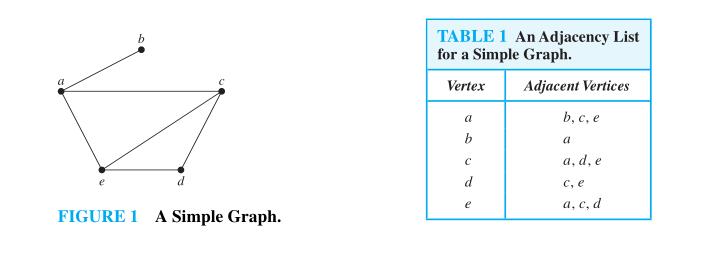 b
a
c
e
d
FIGURE 1 A Simple Graph.
TABLE 1 An Adjacency List
for a Simple Graph.
Vertex Adjacent Vertices
a b, c, e
b a
c a, d, e
d c, e
e a, c, d